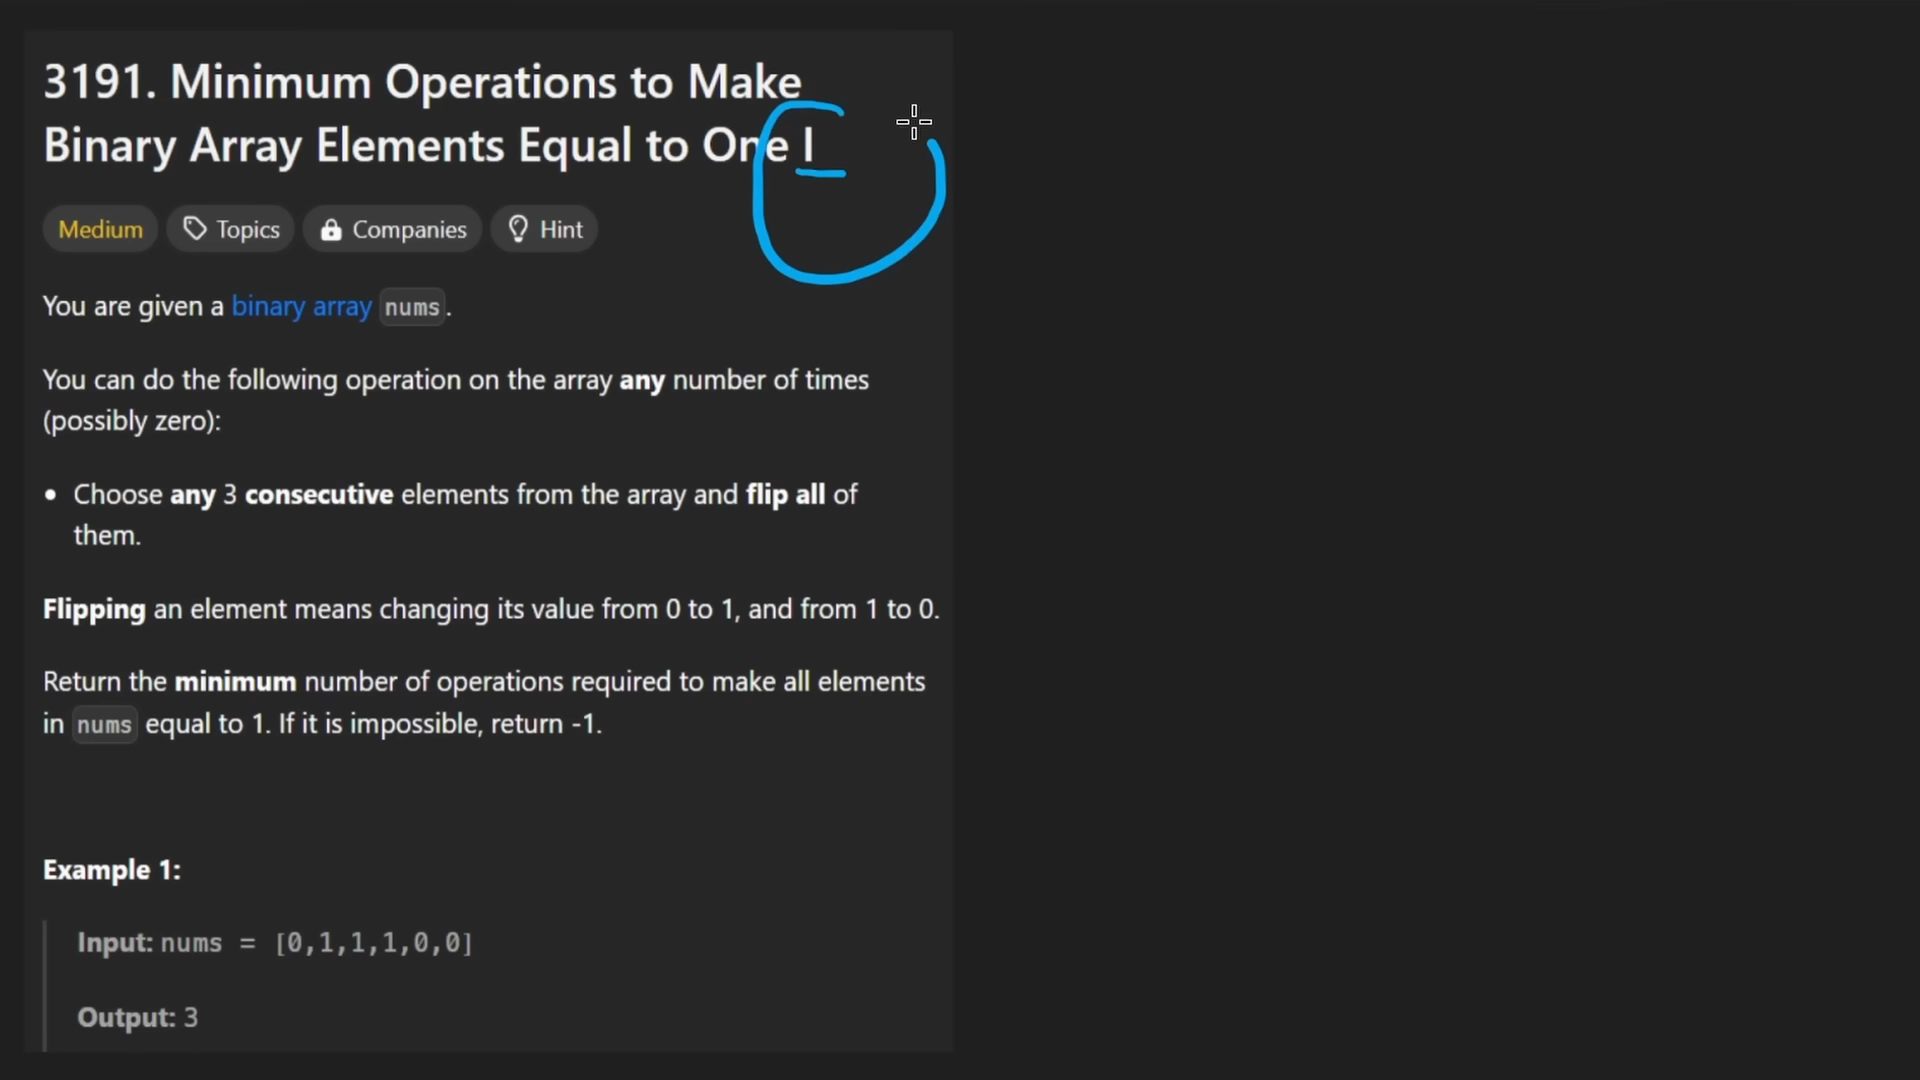 3191. Minimum Operations to Make
Binary Array Elements Equal to One I
Medium Topics Companies Hint
You are given a binary array nums.
You can do the following operation on the array any number of times
(possibly zero):
• Choose any 3 consecutive elements from the array and flip all of
them.
Flipping an element means changing its value from 0 to 1, and from 1 to 0.
Return the minimum number of operations required to make all elements
in nums equal to 1. If it is impossible, return -1.
Example 1:
Input: nums = [0,1,1,1,0,0]
Output: 3